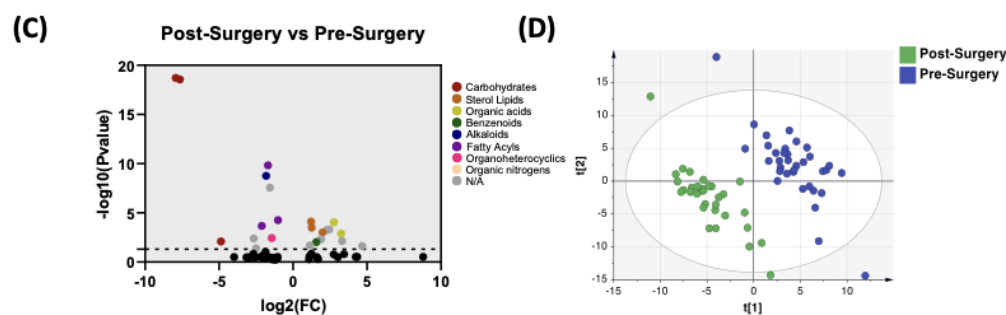 (C)
Post-Surgery vs Pre-Surgery
20
15
10
5
0
-10
-5
0
5
10
-log10(Pvalue)
log2(FC)
Carbohydrates
Sterol Lipids
Organic acids
Benzenoids
Alkaloids
Fatty Acyls
Organoheterocyclics
Organic nitrogens
N/A
(D)
Post-Surgery
Pre-Surgery
15
10
5
0
-5
-10
-15
-15
-10
-5
0
5
10
t[2]
t[1]